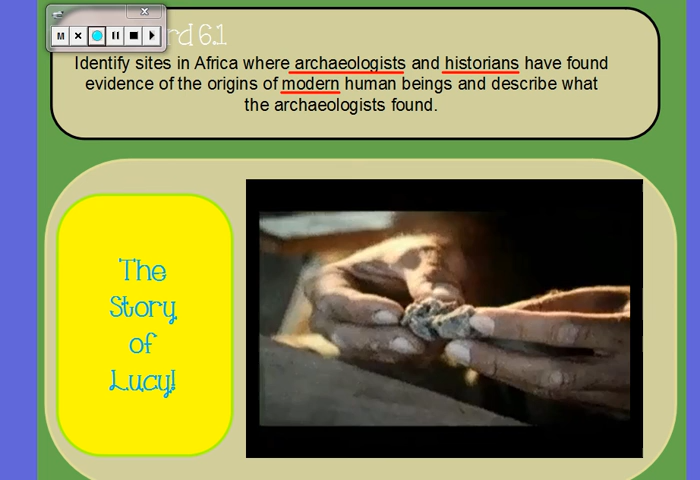 rd 6.1
Identify sites in Africa where archaeologists and historians have found
evidence of the origins of modern human beings and describe what
the archaeologists found.
M
The
Story
of
Lucy!